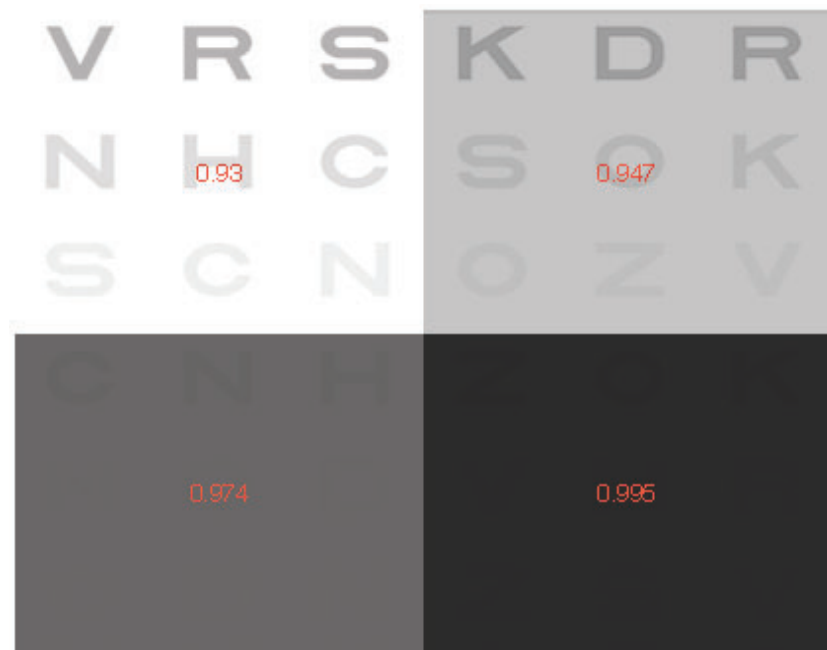 V R S K D R
N H C S O K
0.93 0.947
S C N O Z V
C N H Z O K
0.974 0.995
V R
Z S V